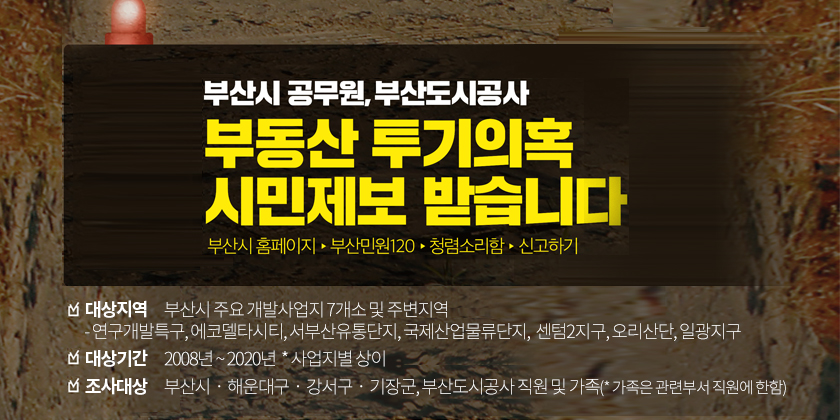 부산시 공무원, 부산도시공사
부동산 투기의혹
시민제보 받습니다
부산시 홈페이지 ▸ 부산민원120 ▸ 청렴소리함 ▸ 신고하기
대상지역 부산시 주요 개발사업지 7개소 및 주변지역
- 연구개발특구, 에코델타시티, 서부산유통단지, 국제산업물류단지, 센텀2지구, 오리산단, 일광지구
대상기간 2008년 ~ 2020년 * 사업지별 상이
조사대상 부산시 · 해운대구 · 강서구 · 기장군, 부산도시공사 직원 및 가족(* 가족은 관련부서 직원에 한함)